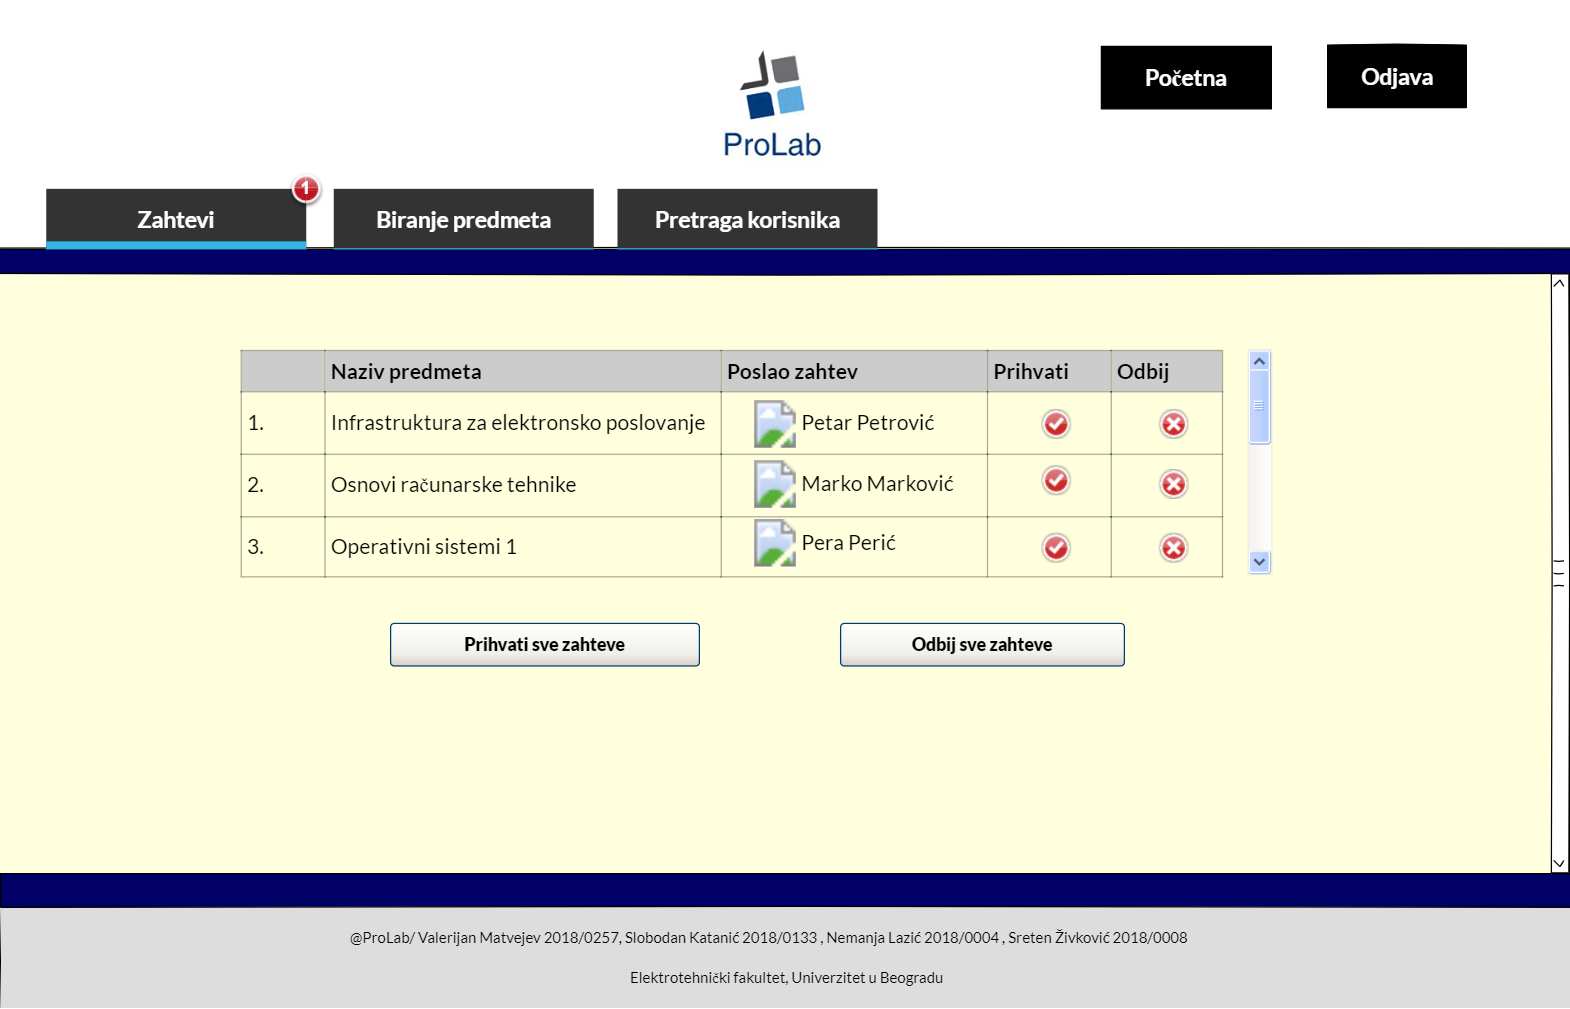 ProLab
Početna
Odjava
Zahtevi
1
Biranje predmeta
Pretraga korisnika
Naziv predmeta Poslao zahtev Prihvati Odbij
1. Infrastruktura za elektronsko poslovanje Petar Petrović
2. Osnovi računarske tehnike Marko Marković
3. Operativni sistemi 1 Pera Perić
Prihvati sve zahteve Odbij sve zahteve
@ProLab/ Valerijan Matvejev 2018/0257, Slobodan Katanić 2018/0133 , Nemanja Lazić 2018/0004 , Sreten Živković 2018/0008
Elektrotehnički fakultet, Univerzitet u Beogradu